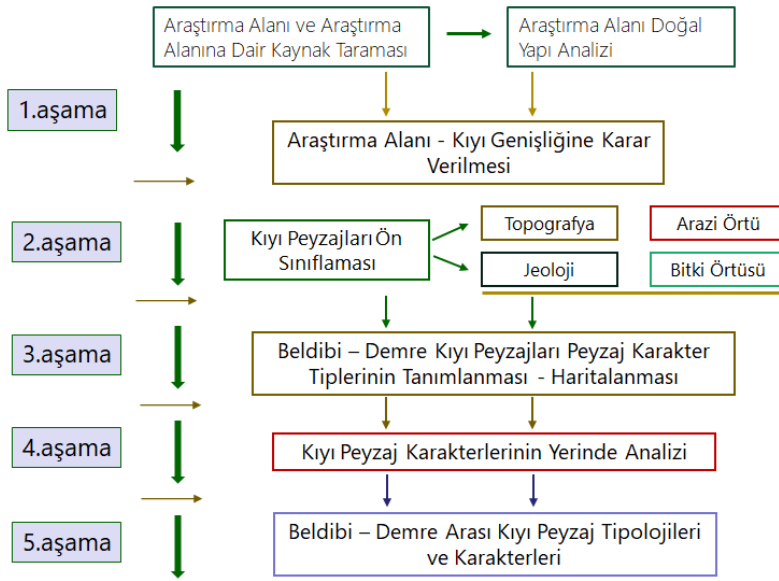 Araştırma Alanı ve Araştırma
Alanına Dair Kaynak Taraması
Araştırma Alanı Doğal
Yapı Analizi
1.aşama
Araştırma Alanı - Kıyı Genişliğine Karar
Verilmesi
2.aşama
Kıyı Peyzajları Ön
Sınıflaması
Topografya
Arazi Örtü
Jeoloji
Bitki Örtüsü
3.aşama
Beldibi – Demre Kıyı Peyzajları Peyzaj Karakter
Tiplerinin Tanımlanması - Haritalanması
4.aşama
Kıyı Peyzaj Karakterlerinin Yerinde Analizi
5.aşama
Beldibi – Demre Arası Kıyı Peyzaj Tipolojileri
ve Karakterleri